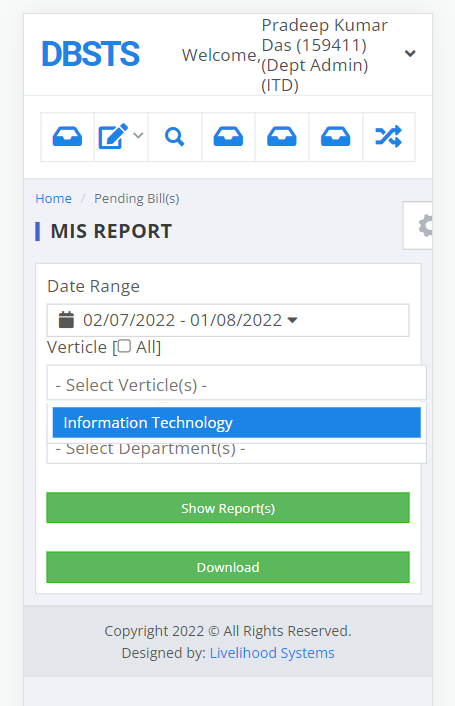 DBSTS
Welcome,
Pradeep Kumar
Das (159411)
(Dept Admin)
(ITD)
Home / Pending Bill(s)
MIS REPORT
Date Range
02/07/2022 - 01/08/2022
Verticle [ All]
- Select Verticle(s) -
Information Technology
- Select Department(s) -
Show Report(s)
Download
Copyright 2022 © All Rights Reserved.
Designed by: Livelihood Systems